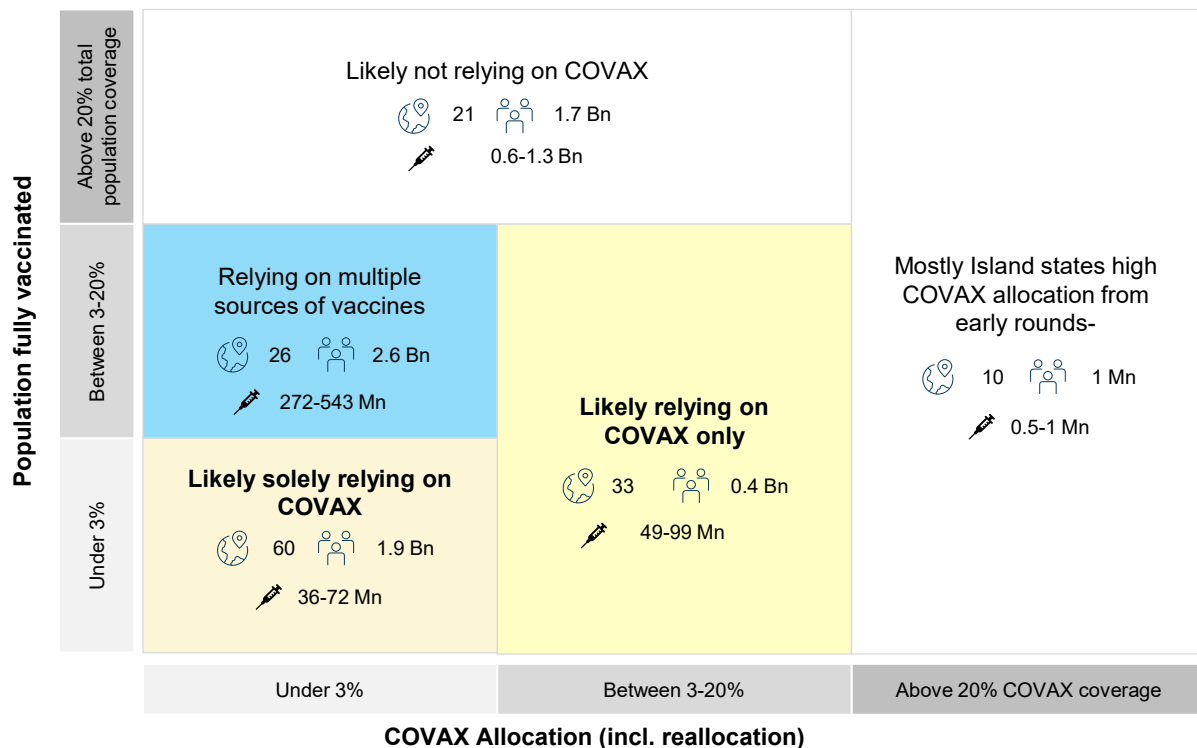 Population fully vaccinated
Above 20% total
population coverage
Between 3-20%
Under 3%
Likely not relying on COVAX
21 1.7 Bn
0.6-1.3 Bn
Relying on multiple
sources of vaccines
26 2.6 Bn
272-543 Mn
Likely solely relying on
COVAX
60 1.9 Bn
36-72 Mn
Likely relying on
COVAX only
33 0.4 Bn
49-99 Mn
Mostly Island states high
COVAX allocation from
early rounds-
10 1 Mn
0.5-1 Mn
Under 3%
Between 3-20%
Above 20% COVAX coverage
COVAX Allocation (incl. reallocation)